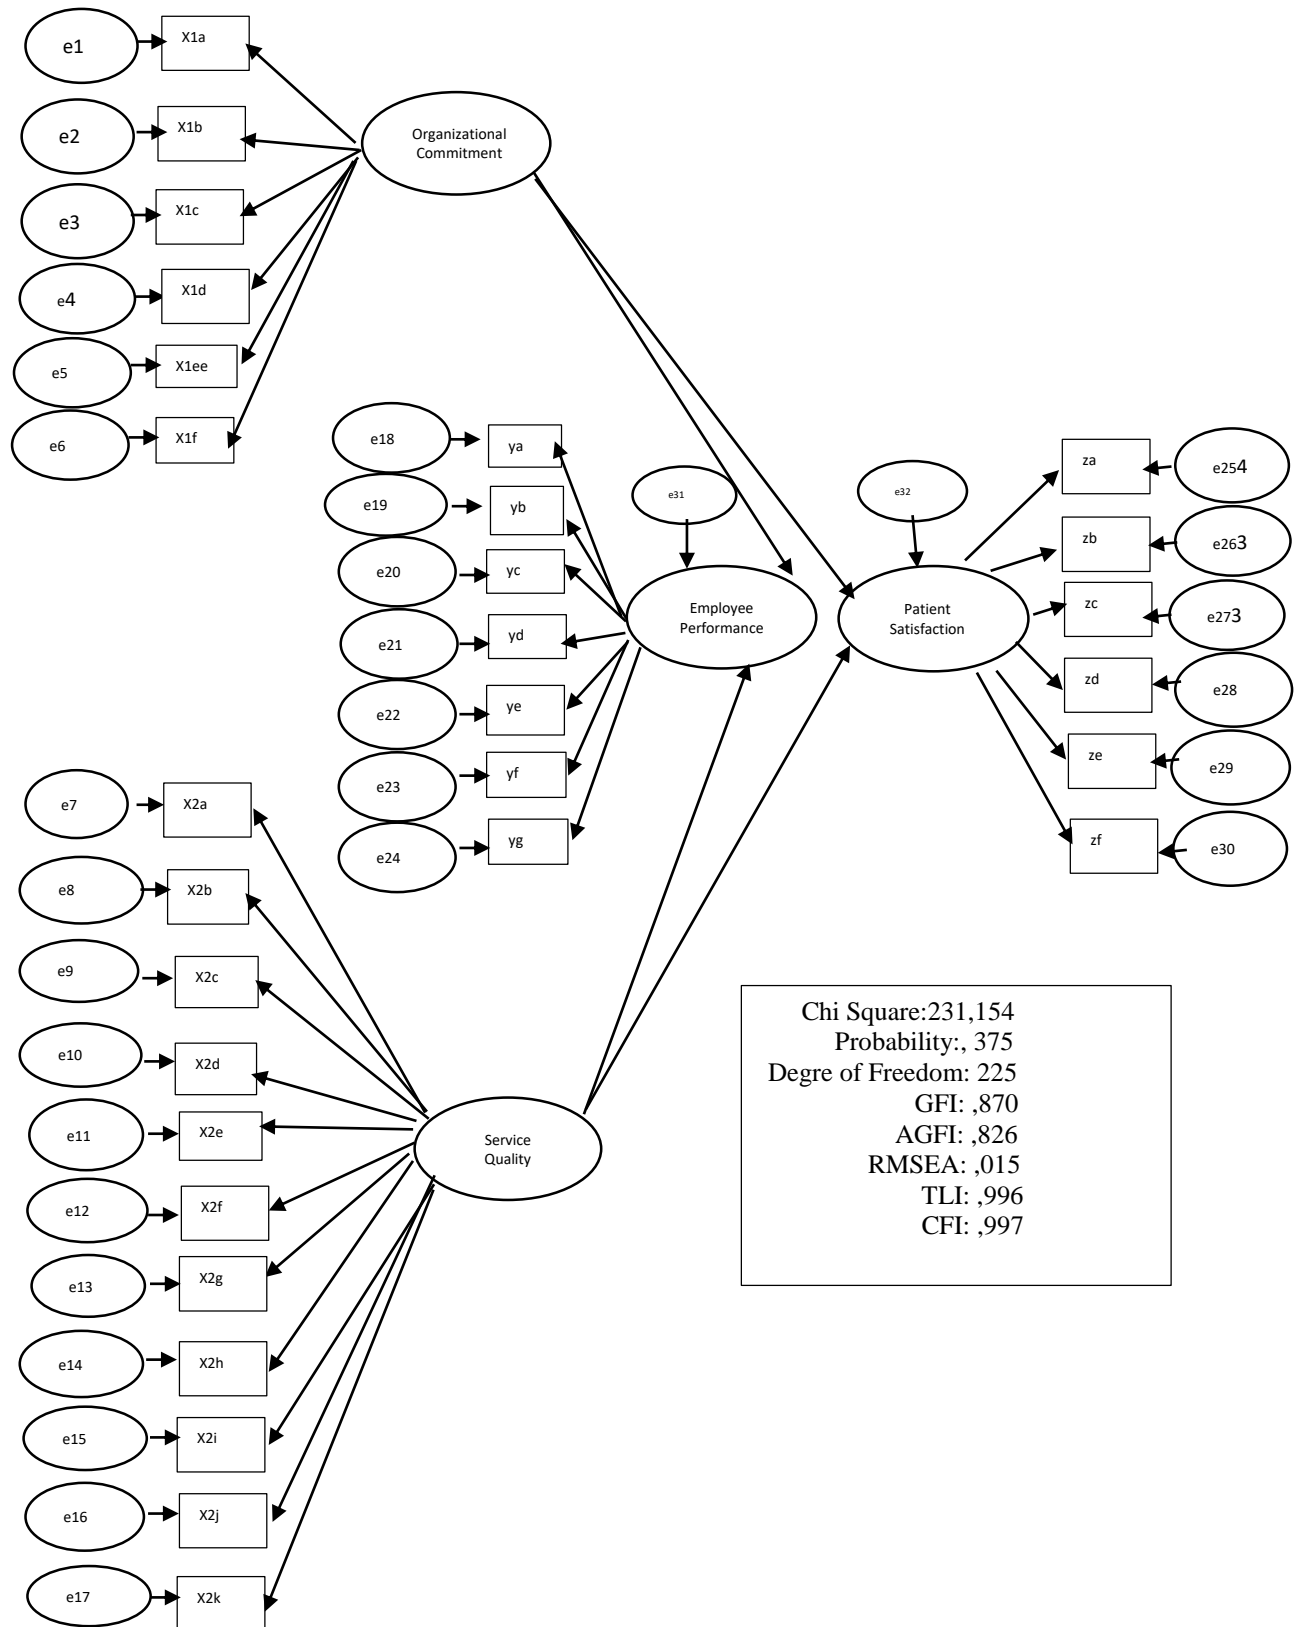 e1
X1a
e2
X1b
e3
X1c
e4
X1d
e5
X1ee
e6
X1f
Organizational
Commitment
e18
ya
e19
yb
e20
yc
e21
yd
e22
ye
e23
yf
e24
yg
e31
Employee
Performance
e32
Patient
Satisfaction
za
e254
zb
e263
zc
e273
zd
e28
ze
e29
zf
e30
e7
X2a
e8
X2b
e9
X2c
e10
X2d
e11
X2e
e12
X2f
e13
X2g
e14
X2h
e15
X2i
e16
X2j
e17
X2k
Service
Quality
Chi Square:231,154
Probability:, 375
Degre of Freedom: 225
GFI: ,870
AGFI: ,826
RMSEA: ,015
TLI: ,996
CFI: ,997